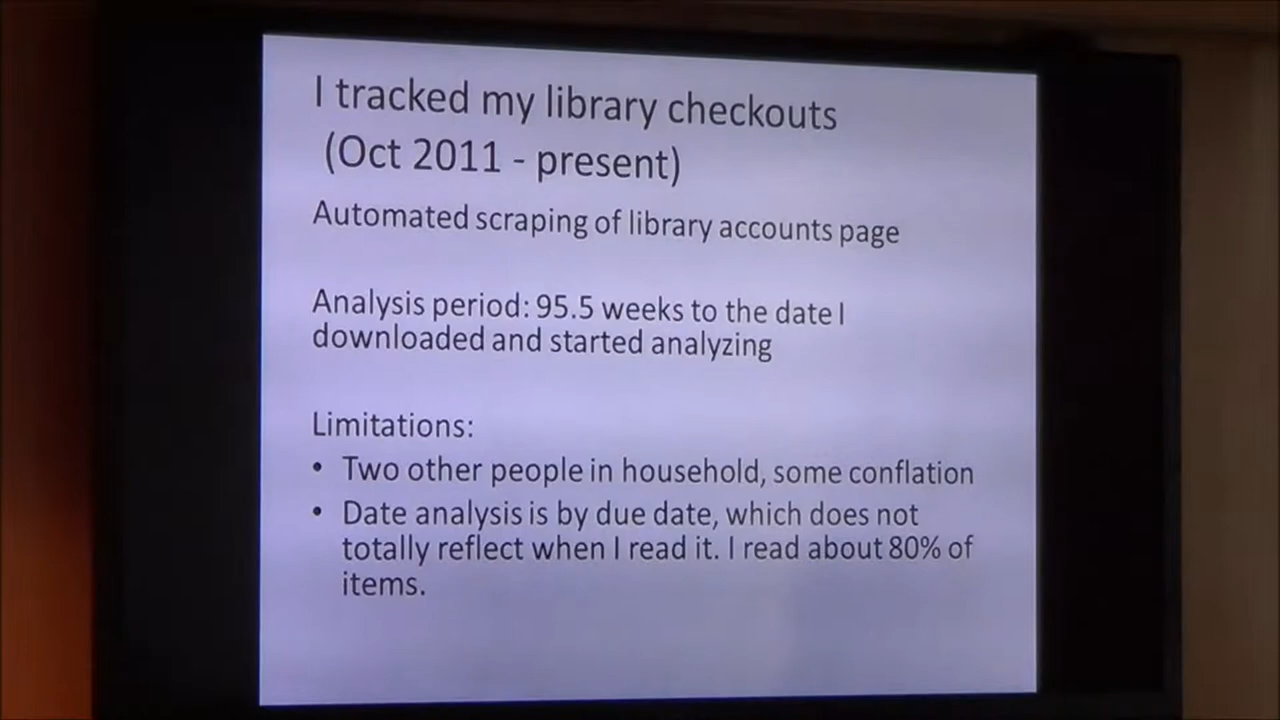 I tracked my library checkouts
(Oct 2011 - present)
Automated scraping of library accounts page
Analysis period: 95.5 weeks to the date I
downloaded and started analyzing
Limitations:
• Two other people in household, some conflation
• Date analysis is by due date, which does not
totally reflect when I read it. I read about 80% of
items.